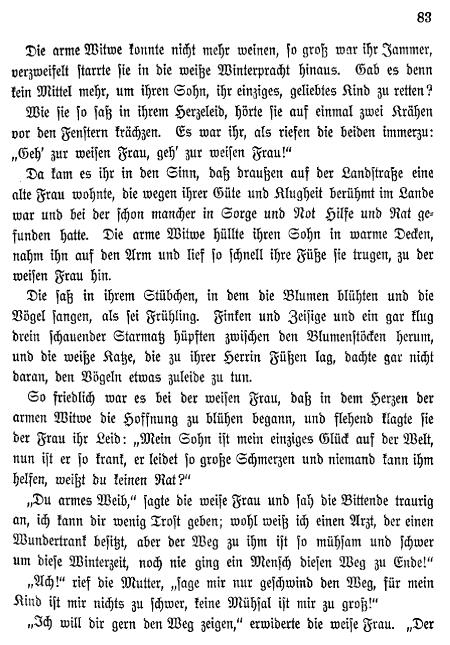 83
Die arme Witwe konnte nicht mehr weinen, so groß war ihr Jammer,
verzweifelt starrte sie in die weiße Winterpracht hinaus. Gab es denn
kein Mittel mehr, um ihren Sohn, ihr einziges, geliebtes Kind zu retten?
Wie sie so saß in ihrem Herzeleid, hörte sie auf einmal zwei Krähen
vor den Fenstern krächzen. Es war ihr, als riefen die beiden immerzu:
„Geh' zur weisen Frau, geh' zur weisen Frau!“
Da kam es ihr in den Sinn, daß draußen auf der Landstraße eine
alte Frau wohnte, die wegen ihrer Güte und Klugheit berühmt im Lande
war und bei der schon mancher in Sorge und Not Hilfe und Rat ge-
funden hatte. Die arme Witwe hüllte ihren Sohn in warme Decken,
nahm ihn auf den Arm und lief so schnell ihre Füße sie trugen, zu der
weisen Frau hin.
Die saß in ihrem Stübchen, in dem die Blumen blühten und die
Vögel sangen, als sei Frühling. Finken und Zeisige und ein gar klug
drein schauender Starmatz hüpften zwischen den Blumenstöcken herum,
und die weiße Katze, die zu ihrer Herrin Füßen lag, dachte gar nicht
daran, den Vögeln etwas zuleide zu tun.
So friedlich war es bei der weisen Frau, daß in dem Herzen der
armen Witwe die Hoffnung zu blühen begann, und flehend klagte sie
der Frau ihr Leid: „Mein Sohn ist mein einziges Glück auf der Welt,
nun ist er so krank, er leidet so große Schmerzen und niemand kann ihm
helfen, weißt du keinen Rat?“
„Du armes Weib,“ sagte die weise Frau und sah die Bittende traurig
an, ich kann dir wenig Trost geben; wohl weiß ich einen Arzt, der einen
Wundertrank besitzt, aber der Weg zu ihm ist so mühsam und schwer
um diese Winterzeit, noch nie ging ein Mensch diesen Weg zu Ende!“
„Ach!“ rief die Mutter, „sage mir nur geschwind den Weg, für mein
Kind ist mir nichts zu schwer, keine Mühsal ist mir zu groß!“
„Ich will dir gern den Weg zeigen,“ erwiderte die weise Frau. „Der